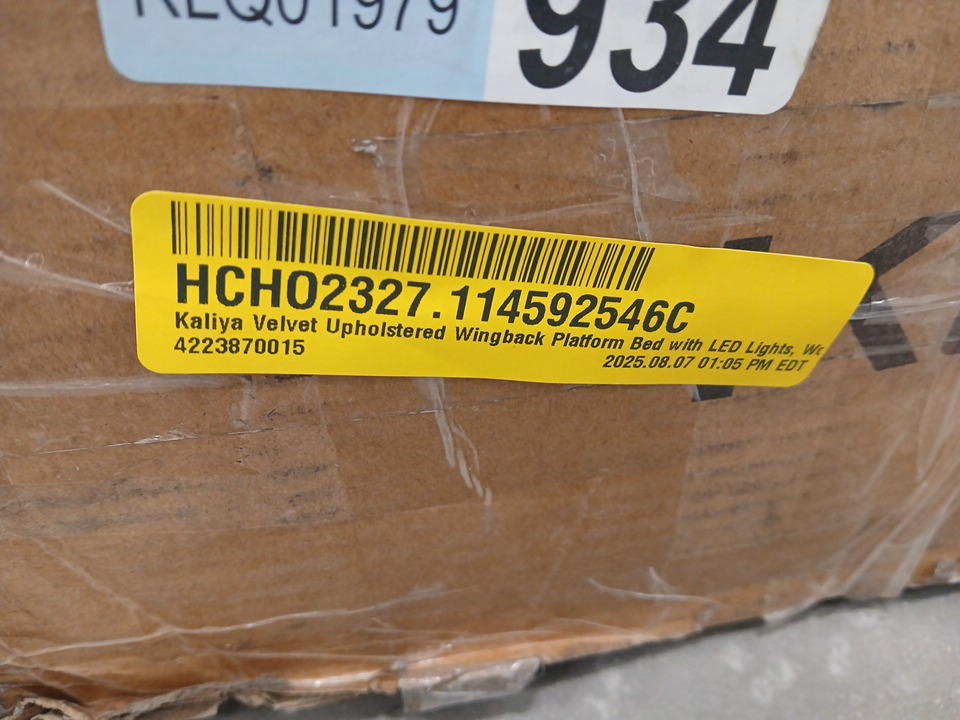 934
HCHO2327.114592546C
Kaliya Velvet Upholstered Wingback Platform Bed with LED Lights,
4223870015
2025.08.07 01:05 PM EDT